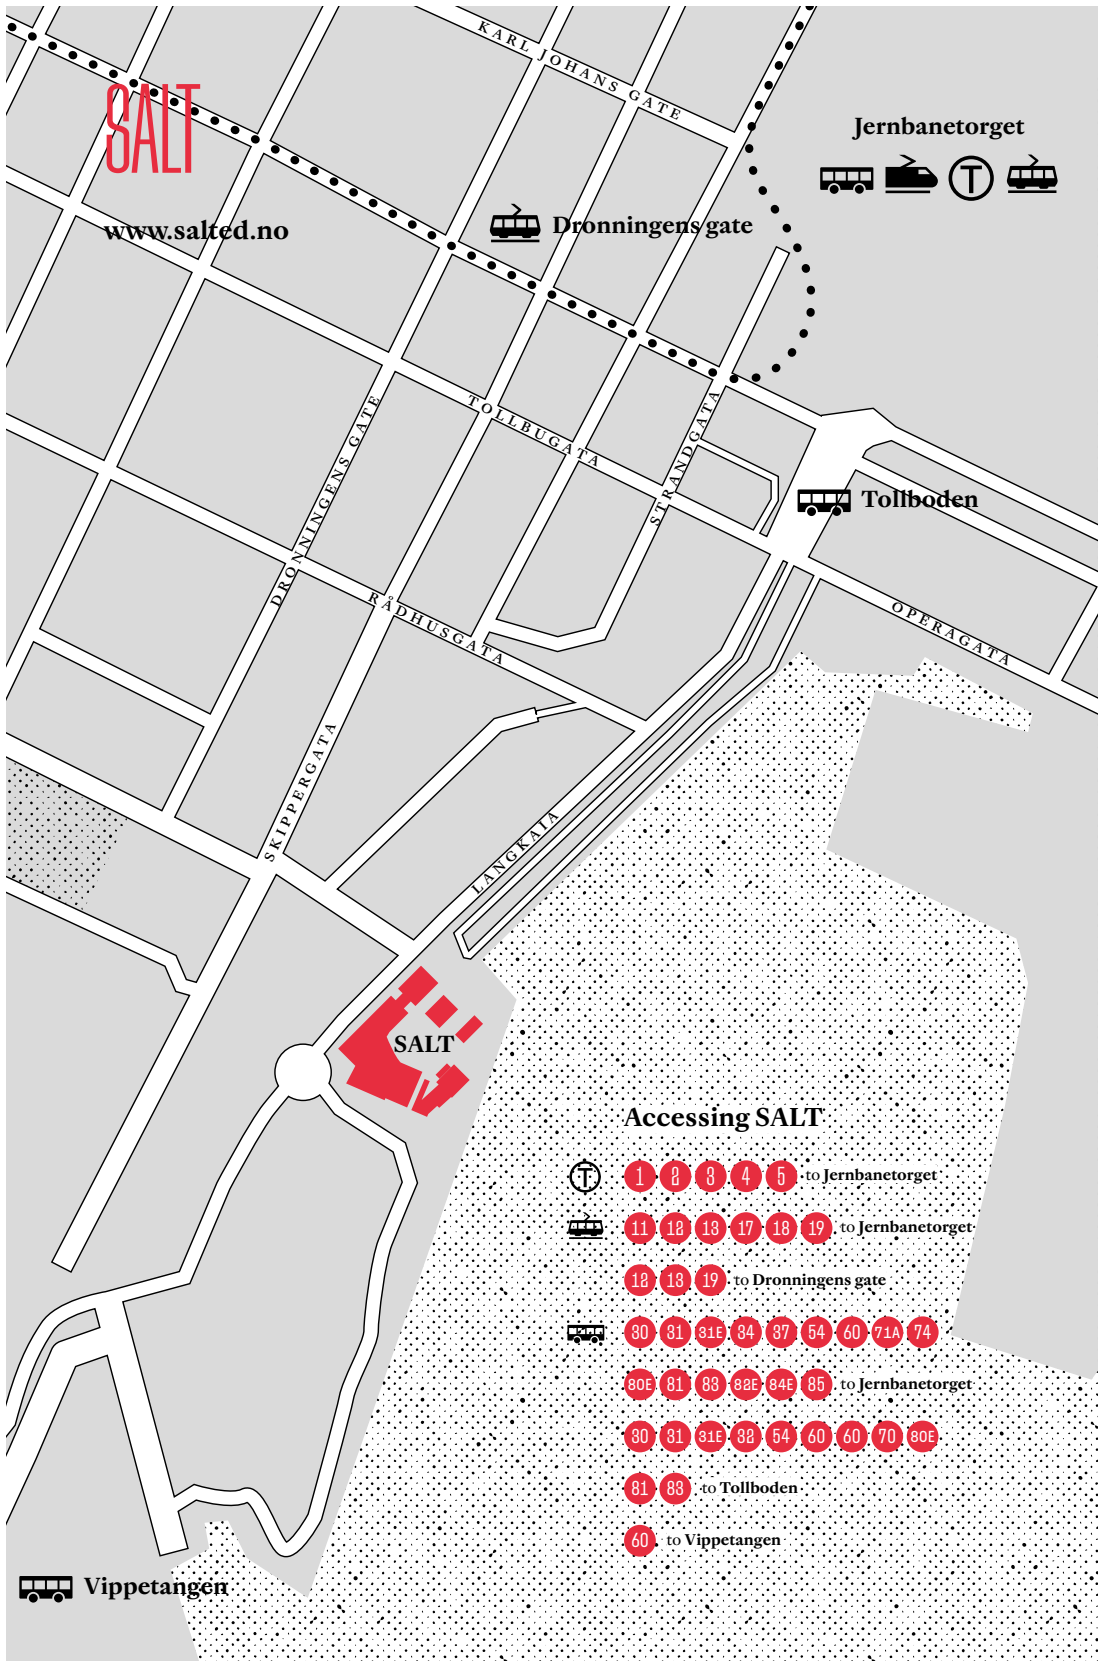 KARL JOHANS GATE
SALT
Jernbanetorget
T
www.salted.no
Dronningens gate
DRONNINGENS GATE
TOLLBUGATA
STRANDGATA
Tollboden
RÅDHUSGATA
OPERAGATA
SKIPPERGATA
LANGKAIA
SALT
Accessing SALT
T 1 2 3 4 5 to Jernbanetorget
11 12 13 17 18 19 to Jernbanetorget
12 13 19 to Dronningens gate
30 31 31E 34 37 54 60 71A 74
80E 81 83 82E 84E 85 to Jernbanetorget
30 31 31E 32 54 60 60 70 80E
81 83 to Tollboden
60 to Vippetangen
Vippetangen